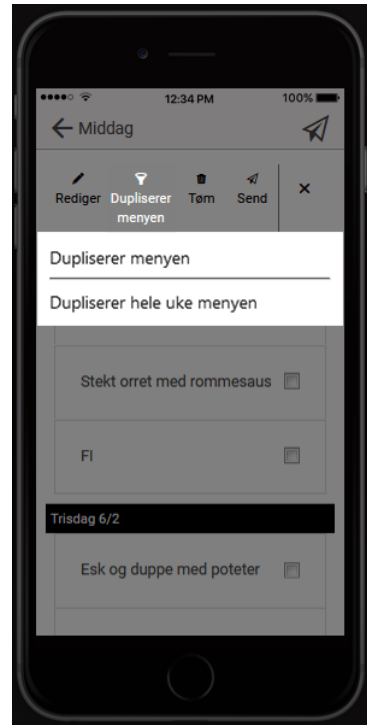 12:34 PM 100%
Middag
Rediger Dupliserer menyen Tøm Send ×
Dupliserer menyen
Dupliserer hele uke menyen
Stekt orret med rommesaus
FI
Trisdag 6/2
Esk og duppe med poteter